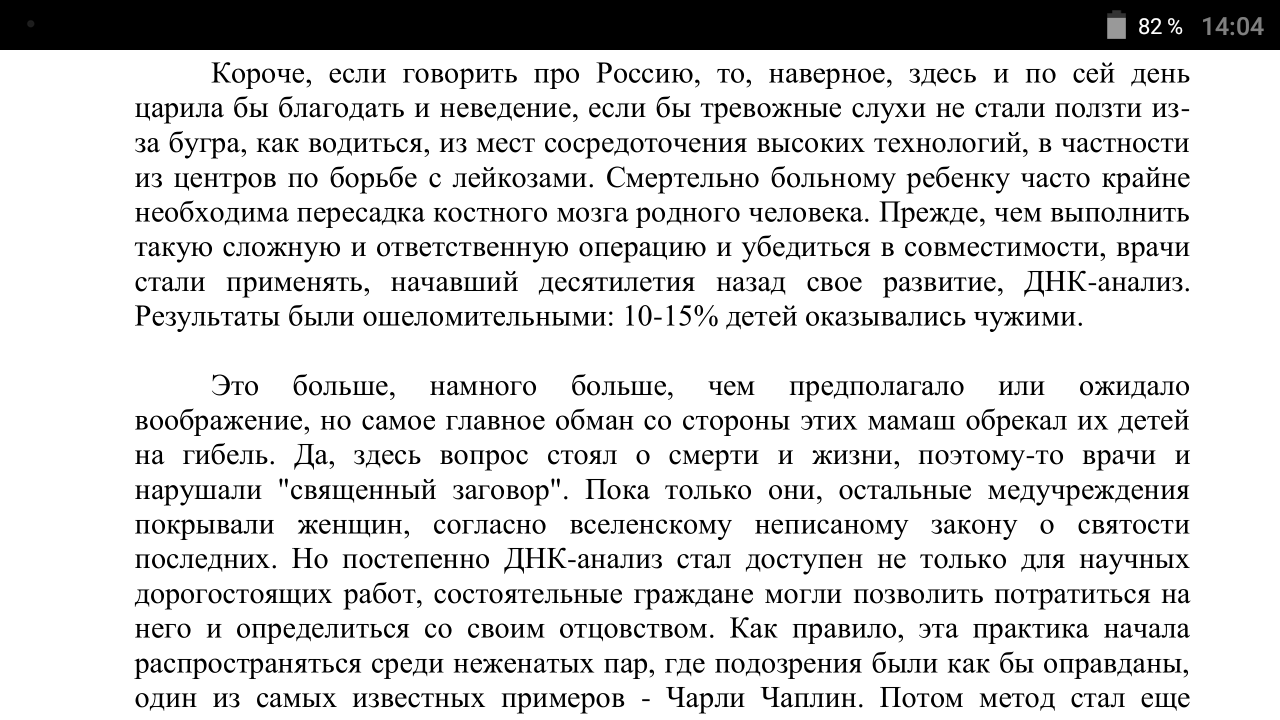 82 % 14:04
Короче, если говорить про Россию, то, наверное, здесь и по сей день
царила бы благодать и неведение, если бы тревожные слухи не стали ползти из-
за бугра, как водиться, из мест сосредоточения высоких технологий, в частности
из центров по борьбе с лейкозами. Смертельно больному ребенку часто крайне
необходима пересадка костного мозга родного человека. Прежде, чем выполнить
такую сложную и ответственную операцию и убедиться в совместимости, врачи
стали применять, начавший десятилетия назад свое развитие, ДНК-анализ.
Результаты были ошеломительными: 10-15% детей оказывались чужими.
Это больше, намного больше, чем предполагало или ожидало
воображение, но самое главное обман со стороны этих мамаш обрекал их детей
на гибель. Да, здесь вопрос стоял о смерти и жизни, поэтому-то врачи и
нарушали "священный заговор". Пока только они, остальные медучреждения
покрывали женщин, согласно вселенскому неписаному закону о святости
последних. Но постепенно ДНК-анализ стал доступен не только для научных
дорогостоящих работ, состоятельные граждане могли позволить потратиться на
него и определиться со своим отцовством. Как правило, эта практика начала
распространяться среди неженатых пар, где подозрения были как бы оправданы,
один из самых известных примеров - Чарли Чаплин. Потом метод стал еще